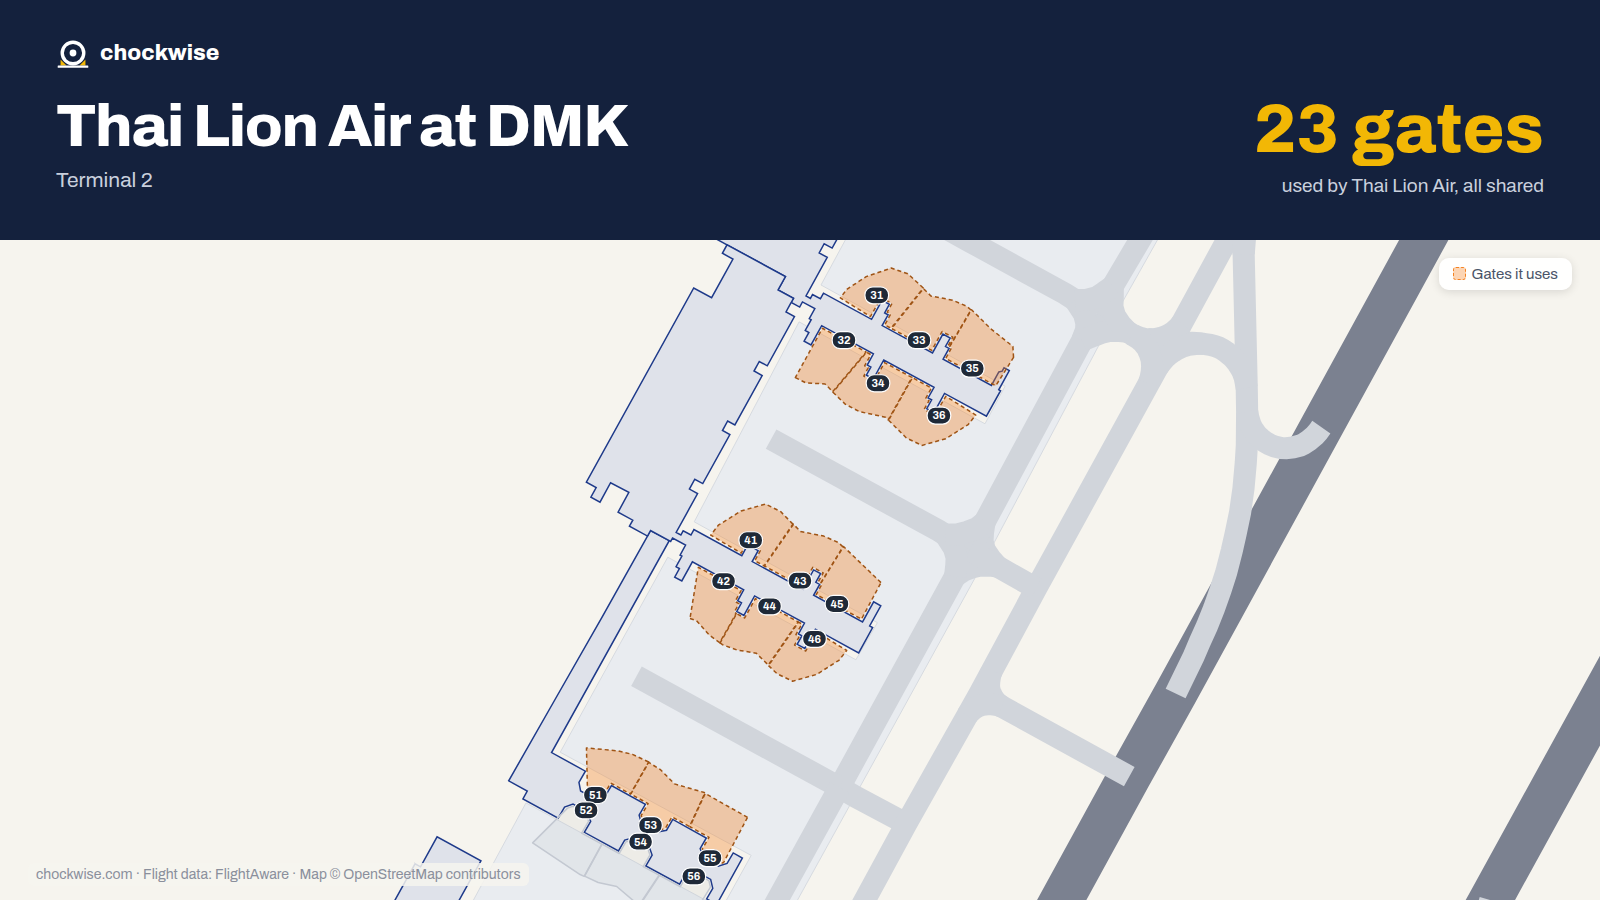 chockwise
Thai Lion Air at DMK
Terminal 2
23 gates
used by Thai Lion Air, all shared
Gates it uses
31
32
33
34
35
36
41
42
43
44
45
46
51
52
53
54
55
56
chockwise.com · Flight data: FlightAware · Map © OpenStreetMap contributors